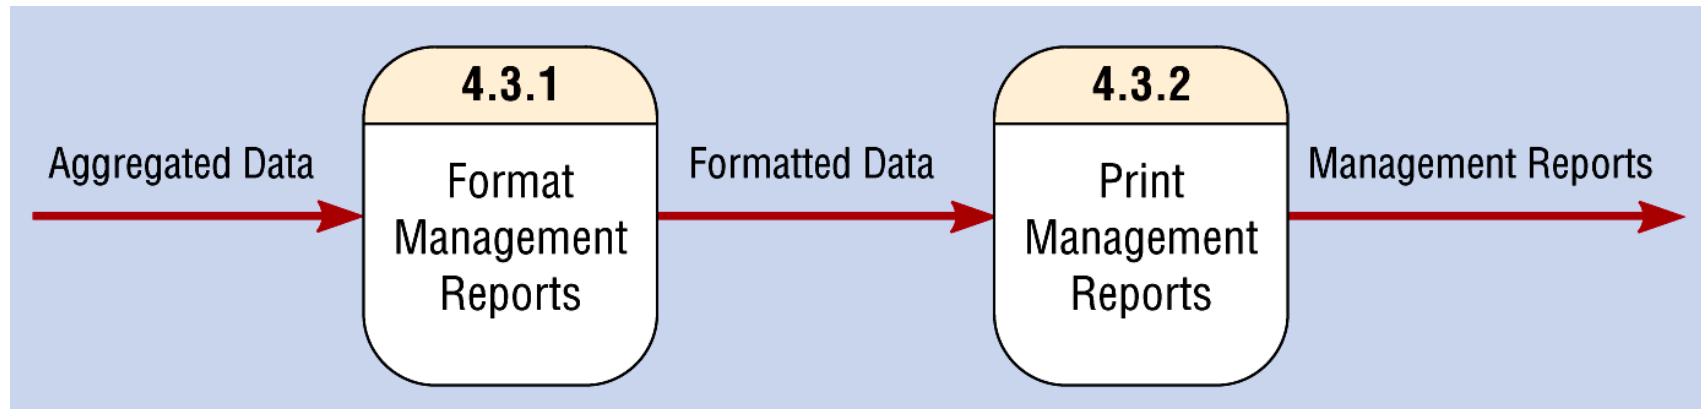 4.3.1
4.3.2
Aggregated Data
Format
Management
Reports
Formatted Data
Print
Management
Reports
Management Reports